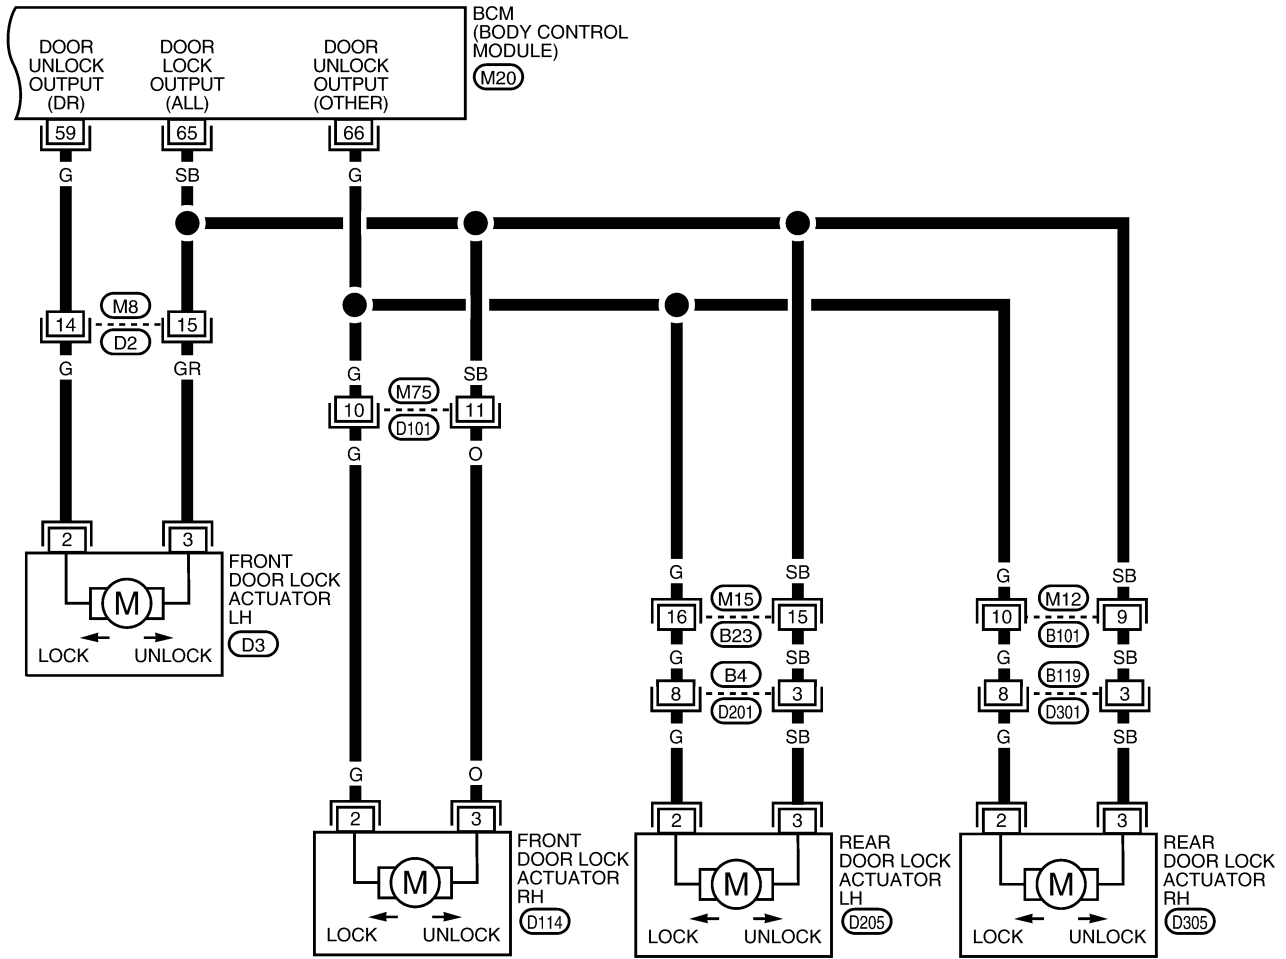 BCM
(BODY CONTROL
MODULE)
M20
DOOR
UNLOCK
OUTPUT
(DR)
DOOR
LOCK
OUTPUT
(ALL)
DOOR
UNLOCK
OUTPUT
(OTHER)
59
65
66
G
SB
G
M8
14
15
D2
G
GR
G
SB
M75
10
11
D101
G
O
2
3
FRONT
DOOR LOCK
ACTUATOR
LH
D3
M
LOCK
UNLOCK
G
SB
G
SB
M15
16
15
B23
M12
10
9
B101
G
SB
G
SB
B4
8
3
D201
B119
8
3
D301
G
SB
G
SB
G
O
2
3
2
3
2
3
FRONT
DOOR LOCK
ACTUATOR
RH
D114
M
LOCK
UNLOCK
REAR
DOOR LOCK
ACTUATOR
LH
D205
M
LOCK
UNLOCK
REAR
DOOR LOCK
ACTUATOR
RH
D305
M
LOCK
UNLOCK